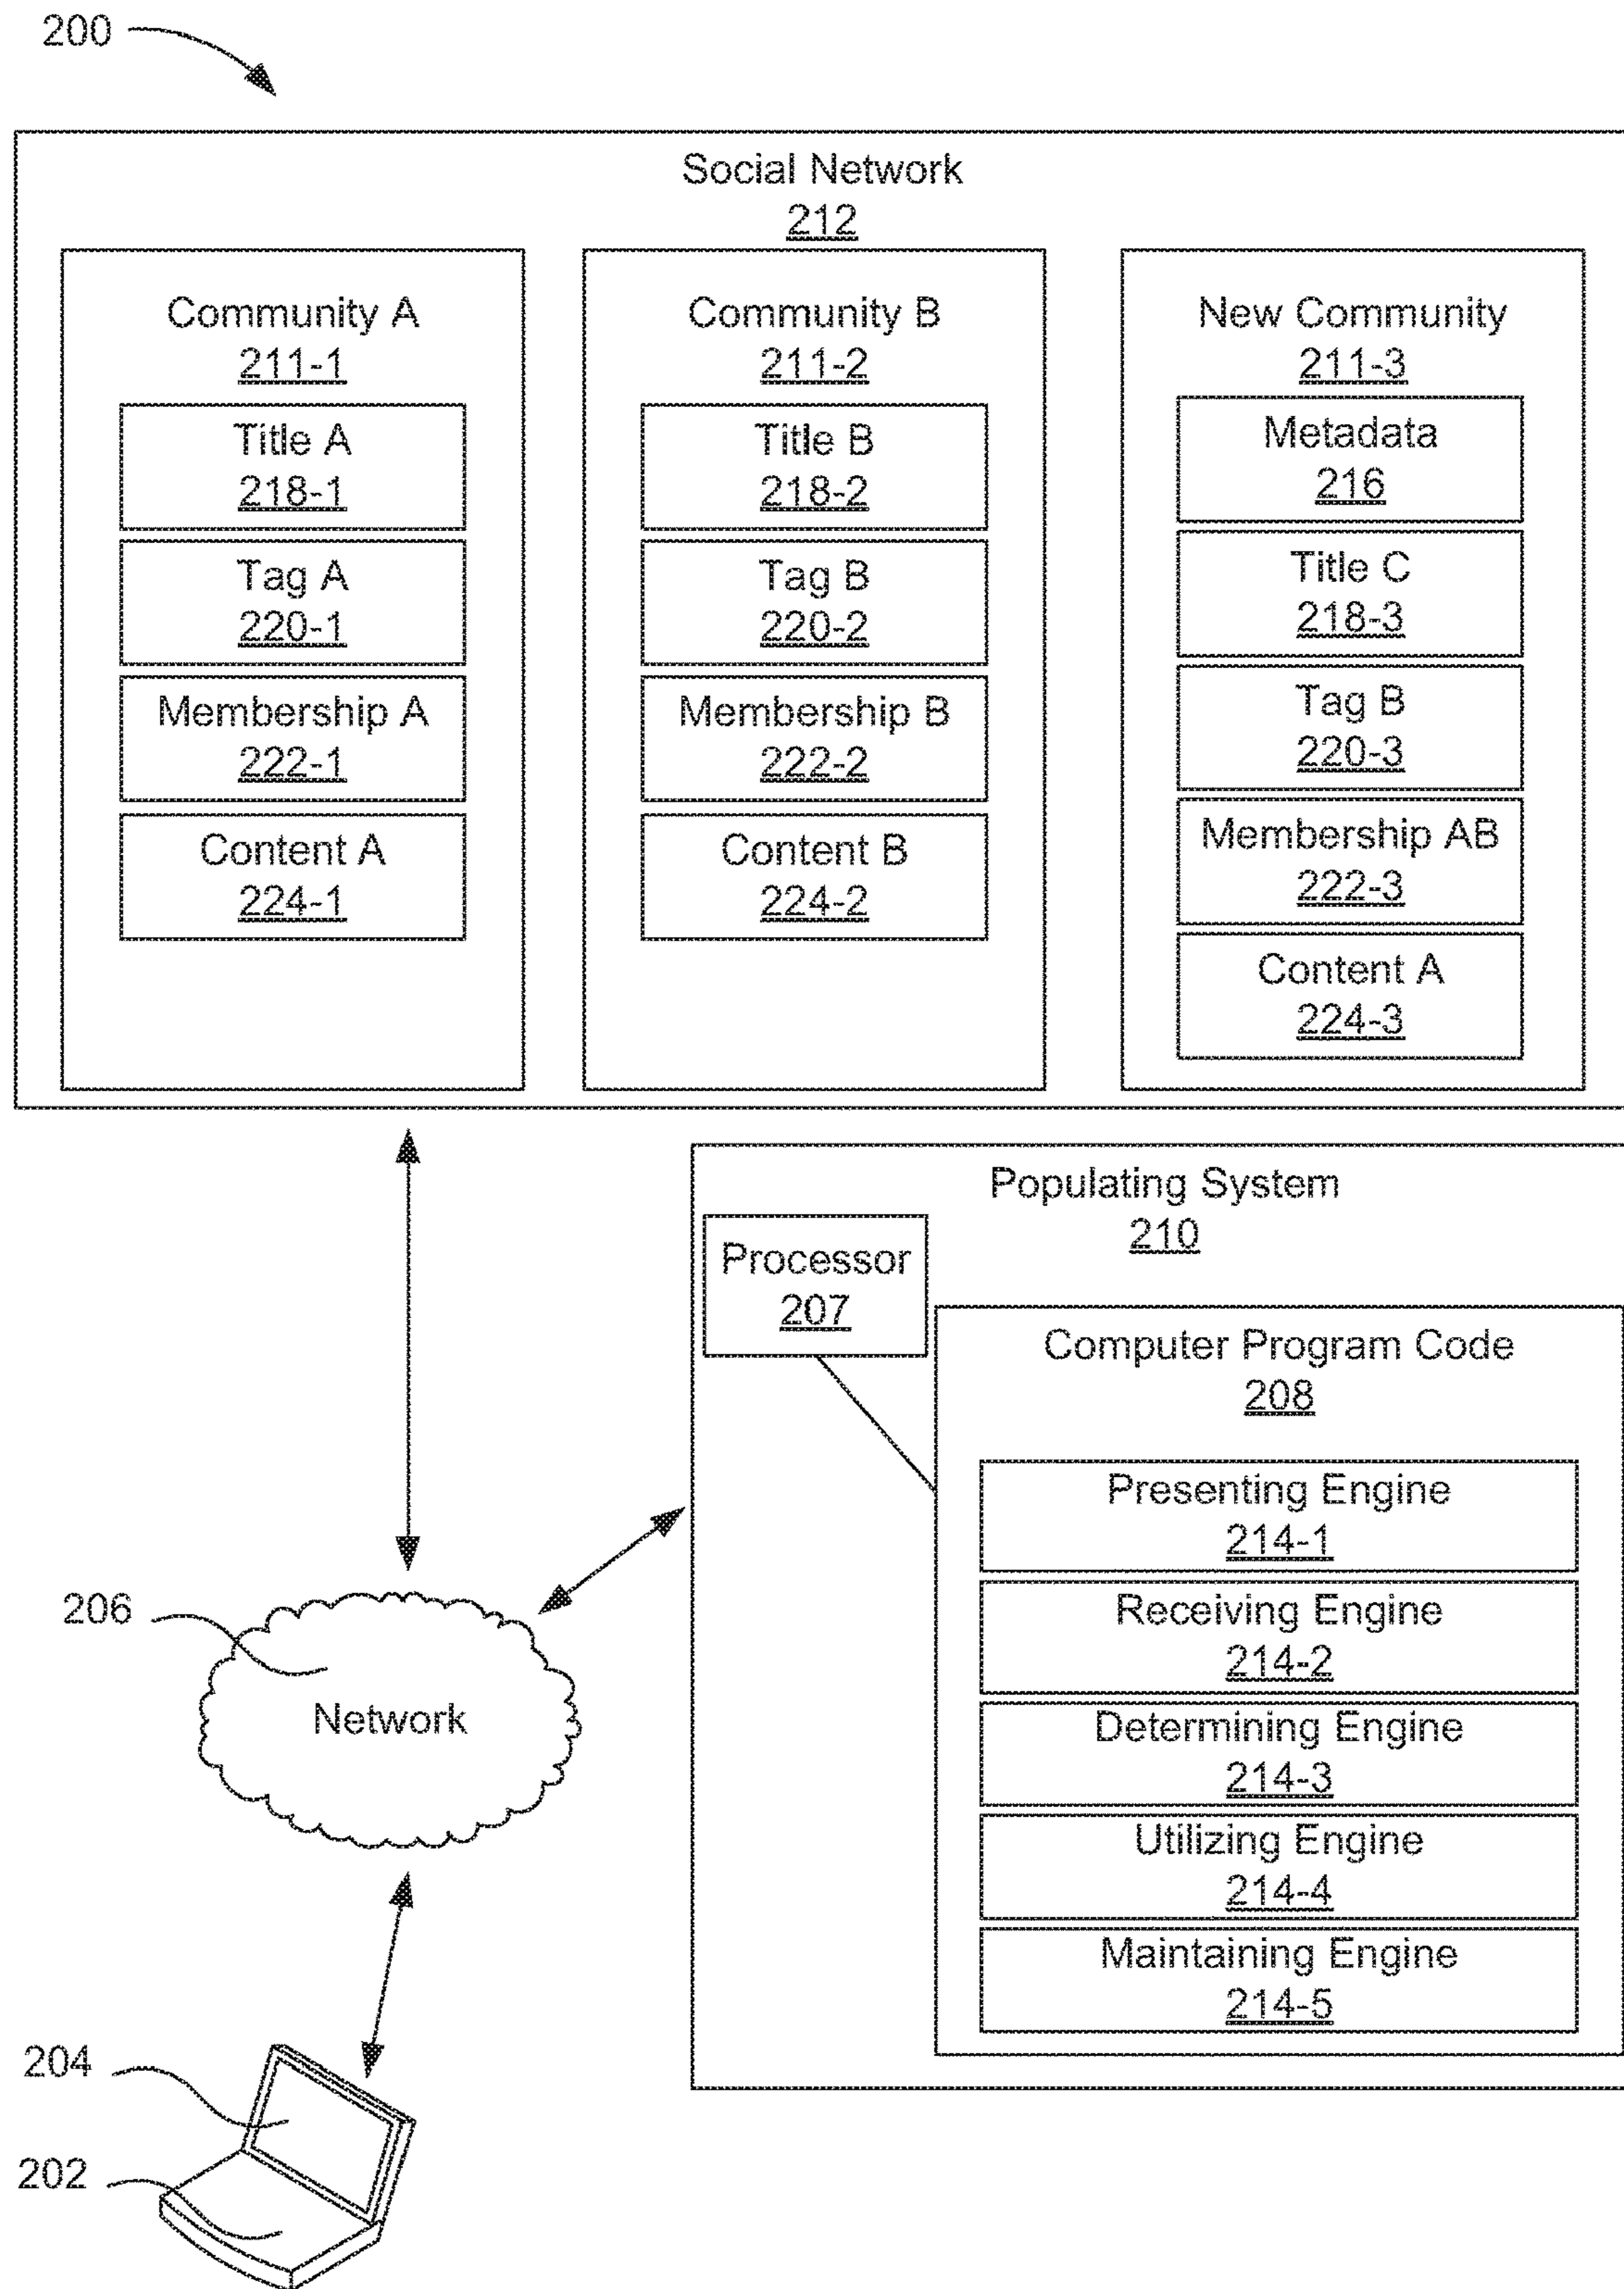 200
Social Network
212
Community A
211-1
Title A
218-1
Tag A
220-1
Membership A
222-1
Content A
224-1
Community B
211-2
Title B
218-2
Tag B
220-2
Membership B
222-2
Content B
224-2
New Community
211-3
Metadata
216
Title C
218-3
Tag B
220-3
Membership AB
222-3
Content A
224-3
Populating System
210
Processor
207
Computer Program Code
208
Presenting Engine
214-1
Receiving Engine
214-2
Determining Engine
214-3
Utilizing Engine
214-4
Maintaining Engine
214-5
206
Network
204
202